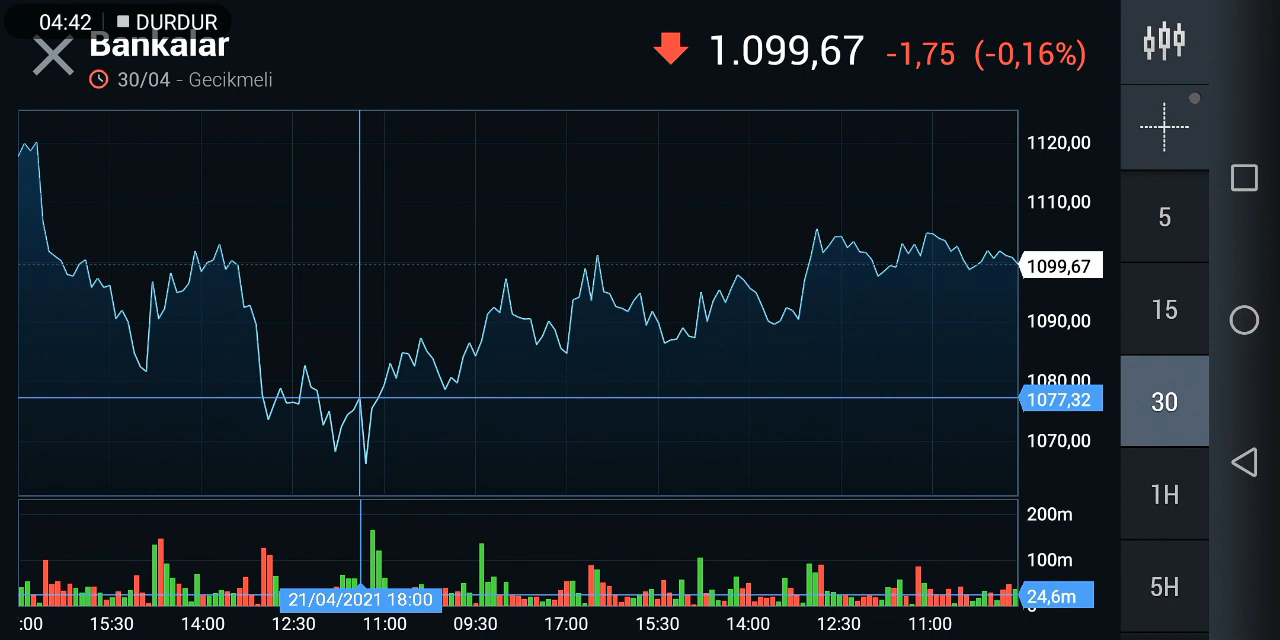 04:42 DURDUR
Bankalar
30/04 - Gecikmeli
1.099,67 -1,75 (-0,16%)
1120,00
1110,00
1099,67
1090,00
1080,00
1077,32
1070,00
200m
100m
24,6m
0
21/04/2021 18:00
:00 15:30 14:00 12:30 11:00 09:30 17:00 15:30 14:00 12:30 11:00
5
15
30
1H
5H